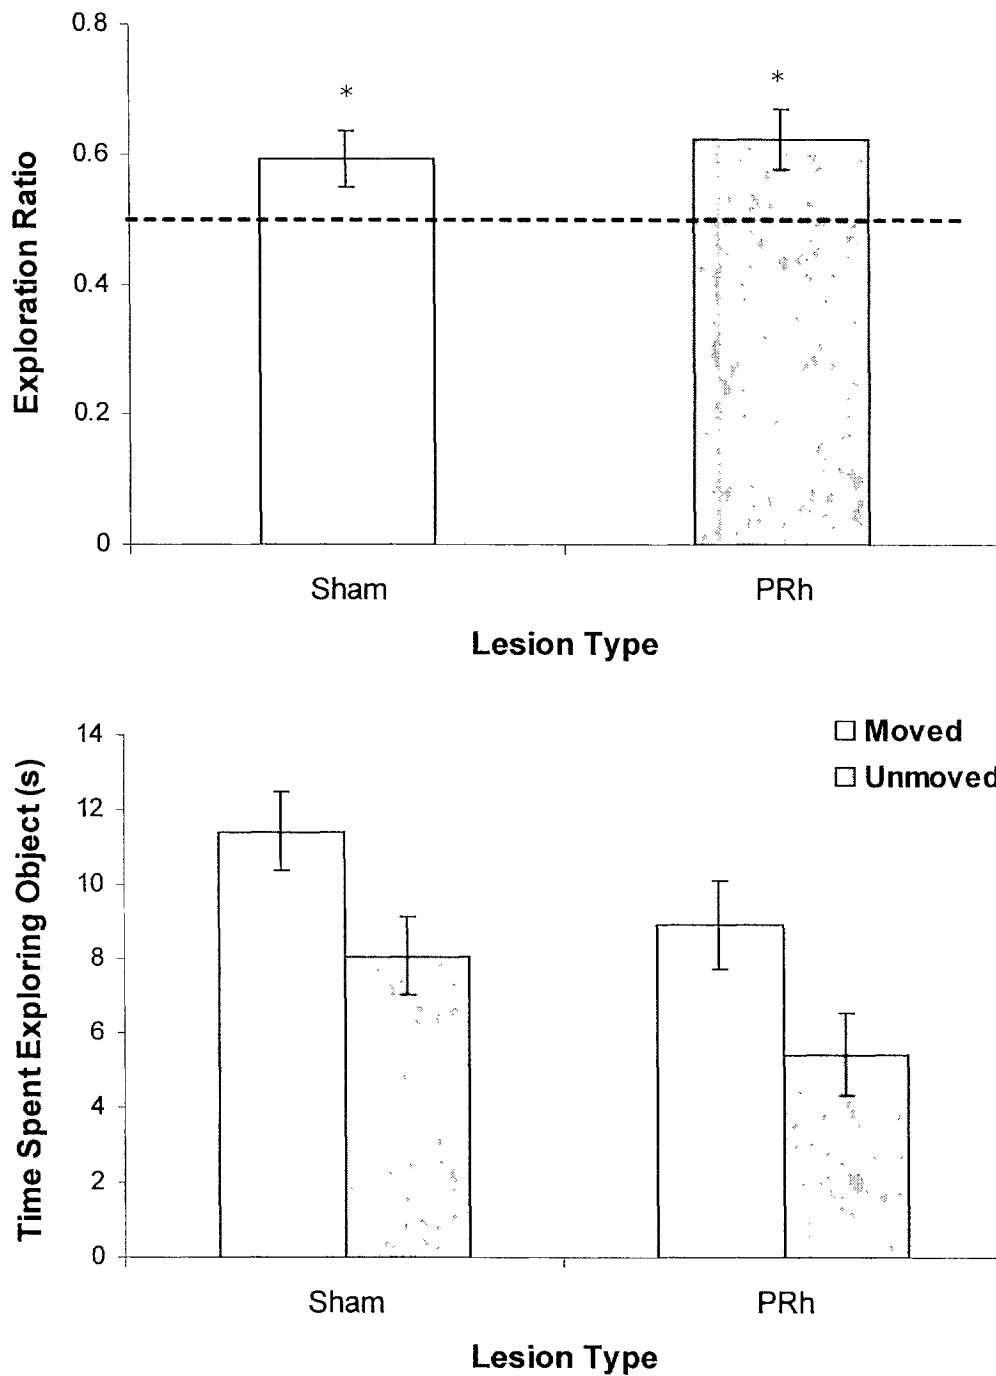 0.8
0.6
0.4
0.2
0
*
*
Exploration Ratio
Sham
PRh
Lesion Type
14
12
10
8
6
4
2
0
Time Spent Exploring Object (s)
Moved
Unmoved
Sham
PRh
Lesion Type